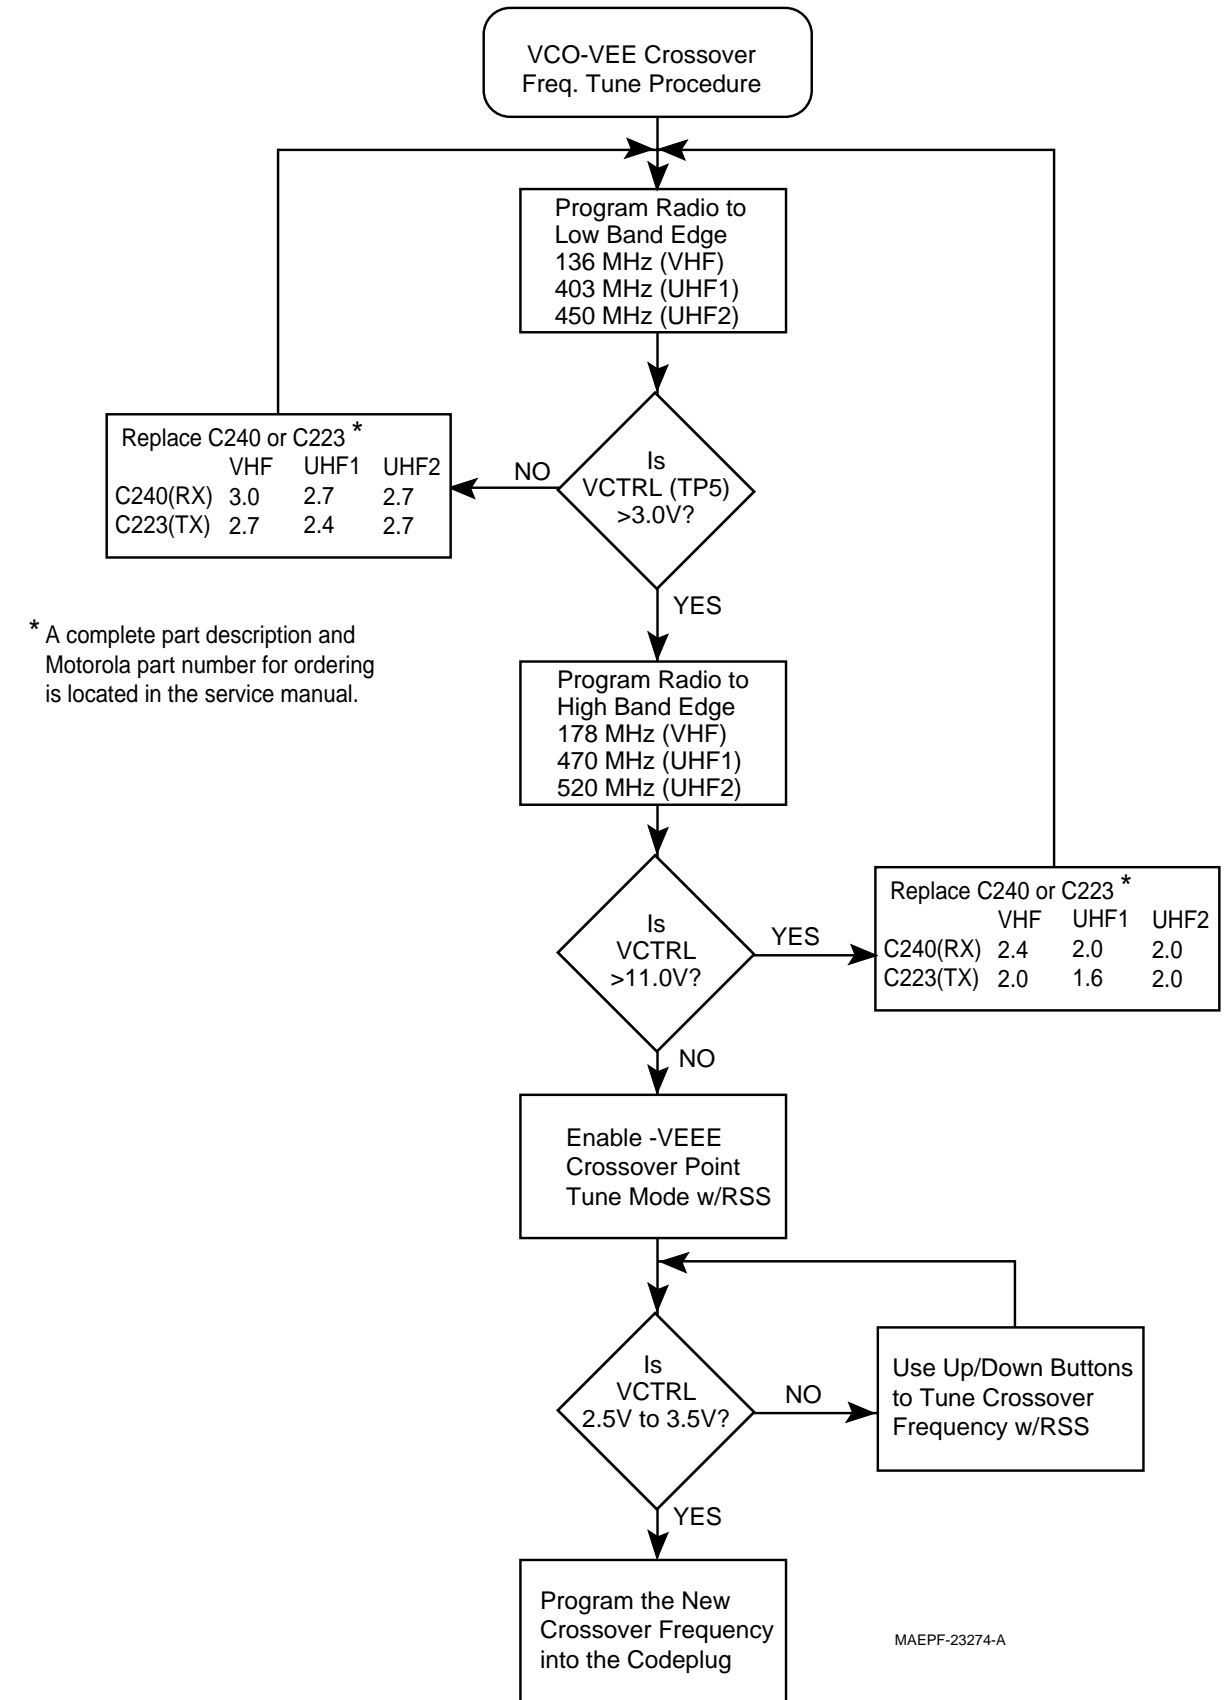 VCO-VEE Crossover
Freq. Tune Procedure
Program Radio to
Low Band Edge
136 MHz (VHF)
403 MHz (UHF1)
450 MHz (UHF2)
Replace C240 or C223 *
VHF UHF1 UHF2
C240(RX) 3.0 2.7 2.7
C223(TX) 2.7 2.4 2.7
NO
Is
VCTRL (TP5)
>3.0V?
YES
* A complete part description and
Motorola part number for ordering
is located in the service manual.
Program Radio to
High Band Edge
178 MHz (VHF)
470 MHz (UHF1)
520 MHz (UHF2)
Is
VCTRL
>11.0V?
YES
Replace C240 or C223 *
VHF UHF1 UHF2
C240(RX) 2.4 2.0 2.0
C223(TX) 2.0 1.6 2.0
NO
Enable -VEEE
Crossover Point
Tune Mode w/RSS
Is
VCTRL
2.5V to 3.5V?
NO
Use Up/Down Buttons
to Tune Crossover
Frequency w/RSS
YES
Program the New
Crossover Frequency
into the Codeplug
MAEPF-23274-A